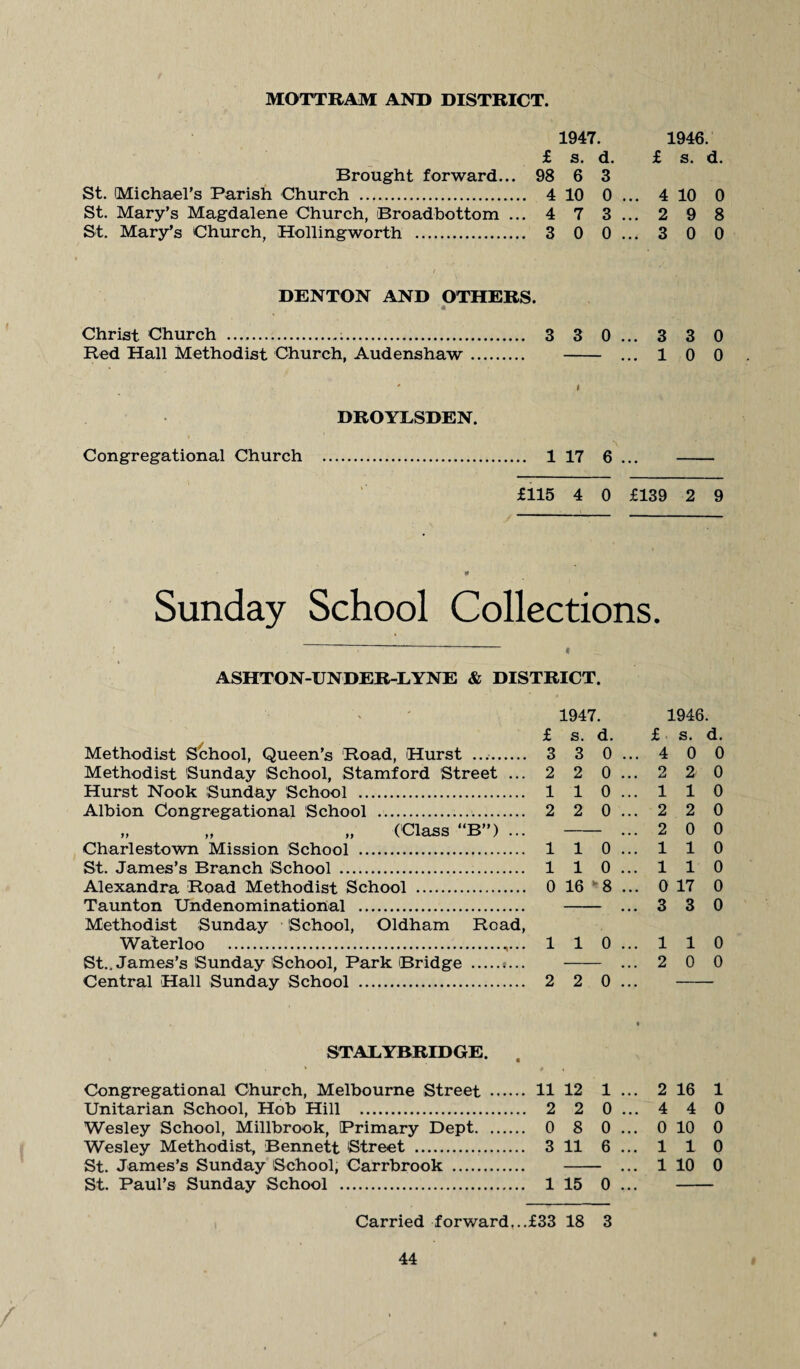 MOTTRAM AND DISTRICT.
1947. 1946.
£ s. d. £ s. d.
Brought forward... 98 6 3
St. Michael's Parish Church ... 4 10 0 ... 4 10 0
St. Mary's Magdalene Church, Broadbottom ... 4 7 3 ... 2 9 8
St. Mary's Church, Hollingworth ... 3 0 0 ... 3 0 0
DENTON AND OTHERS.
Christ Church ... 3 3 0 ... 3 3 0
Red Hall Methodist Church, Audenshaw ... —— ... 1 0 0
DROYLSDEN.
Congregational Church ... 1 17 6 ... ——
£115 4 0 £139 2 9
Sunday School Collections.
ASHTON-UNDER-LYNE & DISTRICT.
1947. 1946.
£ s. d. £ s. d.
Methodist School, Queen's Road, Hurst ... 3 3 0 ... 4 0 0
Methodist Sunday School, Stamford Street ... 2 2 0 ... 2 2 0
Hurst Nook Sunday School ... 1 1 0 ... 1 1 0
Albion Congregational School ... 2 2 0 ... 2 2 0
„ „ „ (Class "B") ... —— ... 2 0 0
Charlestown Mission School ... 1 1 0 ... 1 1 0
St. James's Branch School ... 1 1 0 ... 1 1 0
Alexandra Road Methodist School ... 0 16 8 ... 0 17 0
Taunton Undenominational ... —— ... 3 3 0
Methodist Sunday School, Oldham Road,
Waterloo ... 1 1 0 ... 1 1 0
St. James's Sunday School, Park Bridge ... —— ... 2 0 0
Central Hall Sunday School ... 2 2 0 ... ——
STALYBRIDGE.
Congregational Church, Melbourne Street ... 11 12 1 ... 2 16 1
Unitarian School, Hob Hill ... 2 2 0 ... 4 4 0
Wesley School, Millbrook, Primary Dept. ... 0 8 0 ... 0 10 0
Wesley Methodist, Bennett Street ... 3 11 6 ... 1 1 0
St. James's Sunday School, Carrbrook ... —— ... 1 10 0
St. Paul's Sunday School ... 1 15 0 ... ——
Carried forward...£33 18 3
44